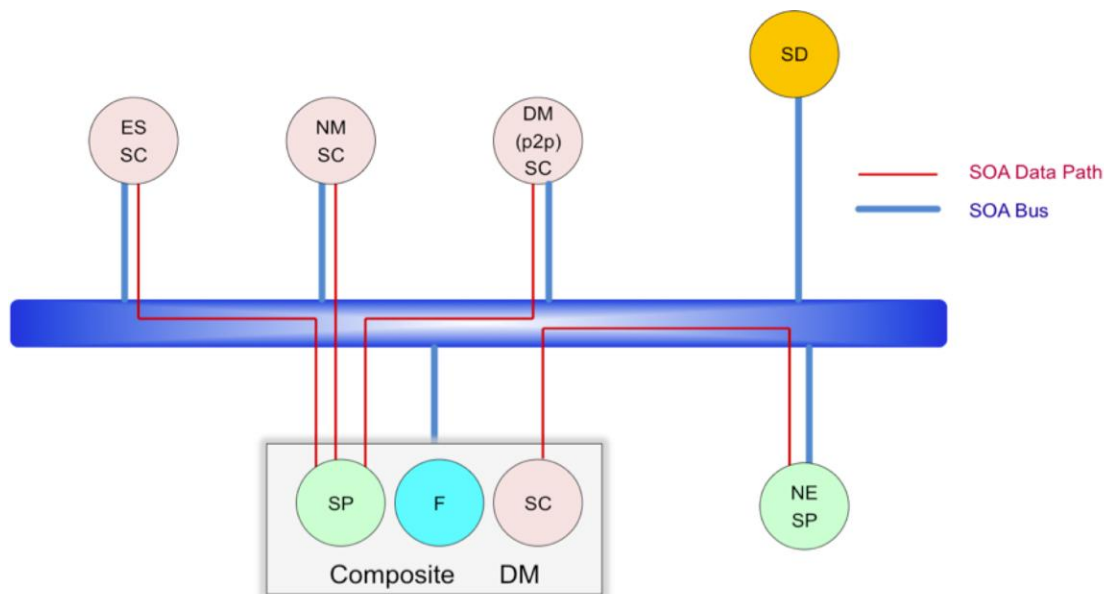 SD
ES
SC
NM
SC
DM
(p2p)
SC
SOA Data Path
SOA Bus
SP
F
SC
NE
SP
Composite DM